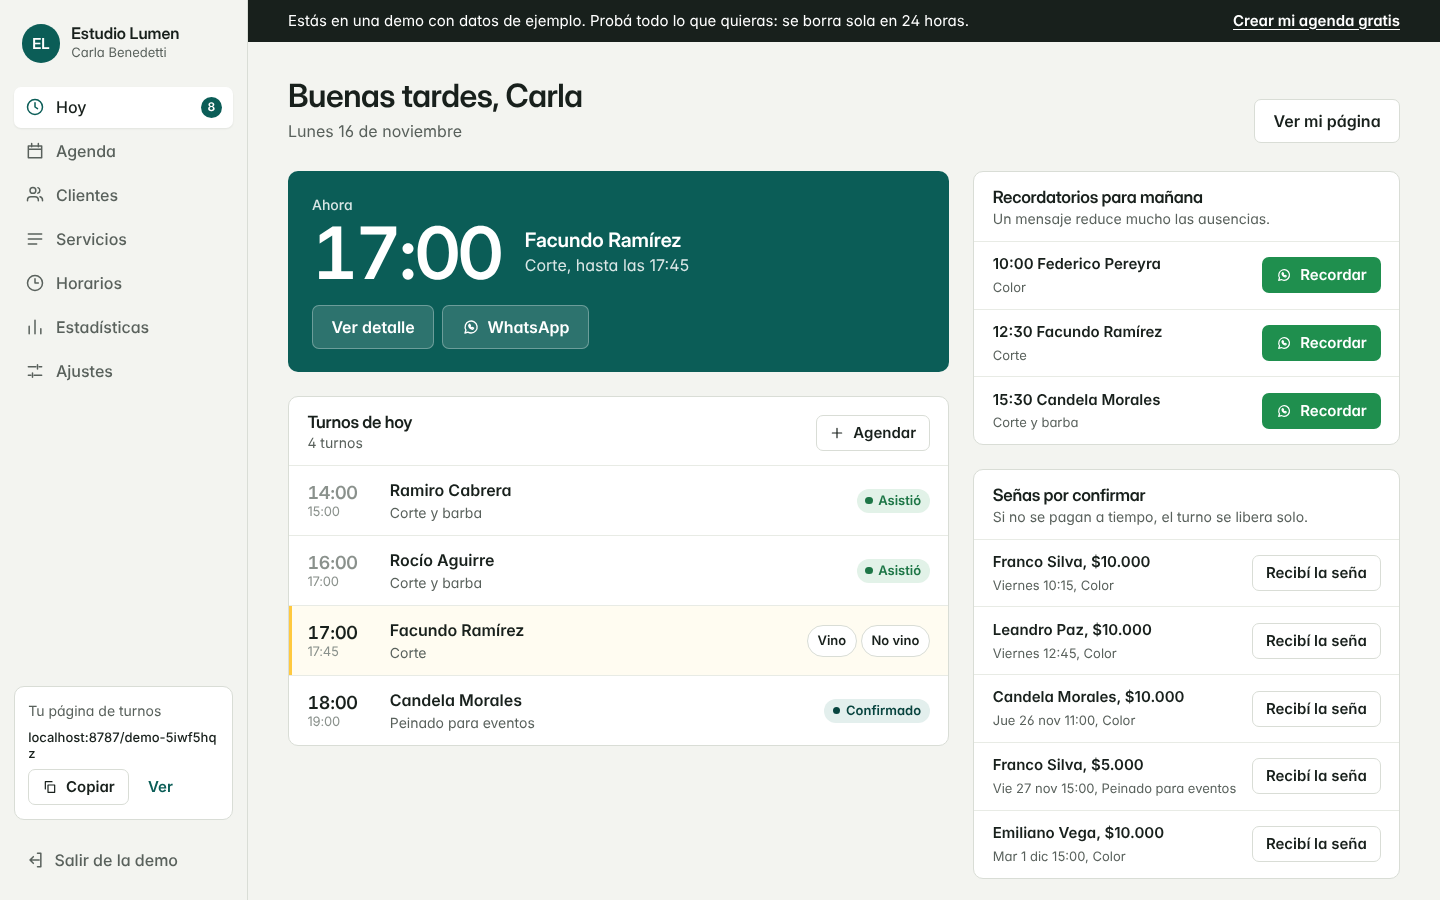 EL
Estudio Lumen
Carla Benedetti
Hoy
8
Agenda
Clientes
Servicios
Horarios
Estadísticas
Ajustes
Tu página de turnos
localhost:8787/demo-5iwf5hq
z
Copiar
Ver
Salir de la demo
Estás en una demo con datos de ejemplo. Probá todo lo que quieras: se borra sola en 24 horas.
Crear mi agenda gratis
Buenas tardes, Carla
Lunes 16 de noviembre
Ver mi página
Ahora
17:00
Facundo Ramírez
Corte, hasta las 17:45
Ver detalle
WhatsApp
Turnos de hoy
4 turnos
Agendar
14:00
15:00
Ramiro Cabrera
Corte y barba
Asistió
16:00
17:00
Rocío Aguirre
Corte y barba
Asistió
17:00
17:45
Facundo Ramírez
Corte
Vino
No vino
18:00
19:00
Candela Morales
Peinado para eventos
Confirmado
Recordatorios para mañana
Un mensaje reduce mucho las ausencias.
10:00 Federico Pereyra
Color
Recordar
12:30 Facundo Ramírez
Corte
Recordar
15:30 Candela Morales
Corte y barba
Recordar
Señas por confirmar
Si no se pagan a tiempo, el turno se libera solo.
Franco Silva, $10.000
Viernes 10:15, Color
Recibí la seña
Leandro Paz, $10.000
Viernes 12:45, Color
Recibí la seña
Candela Morales, $10.000
Jue 26 nov 11:00, Color
Recibí la seña
Franco Silva, $5.000
Vie 27 nov 15:00, Peinado para eventos
Recibí la seña
Emiliano Vega, $10.000
Mar 1 dic 15:00, Color
Recibí la seña